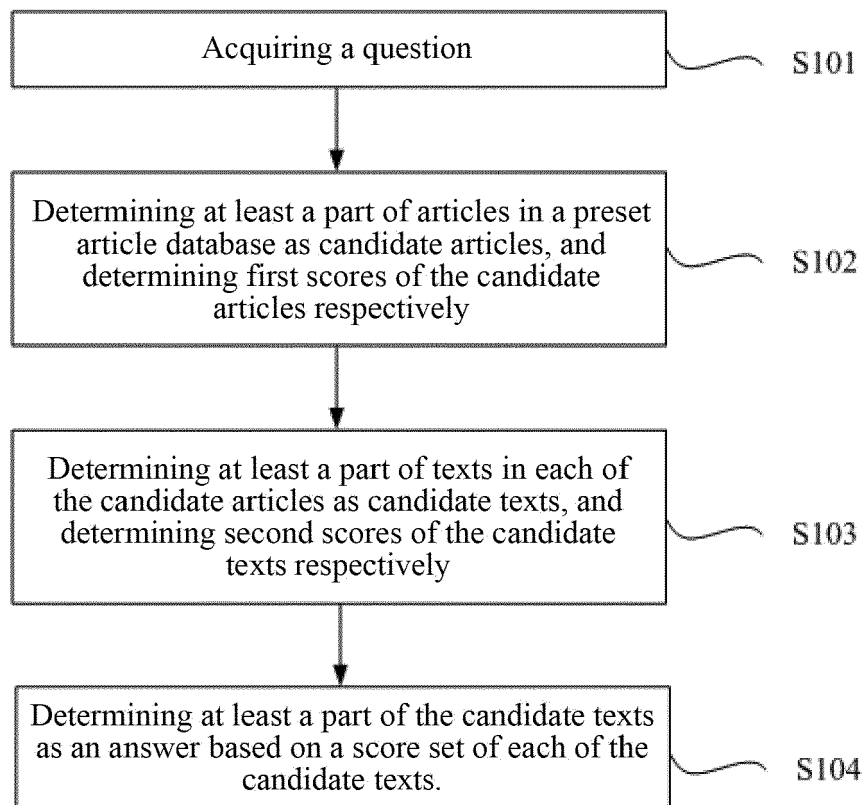 Acquiring a question
S101
Determining at least a part of articles in a preset
article database as candidate articles, and
determining first scores of the candidate
articles respectively
S102
Determining at least a part of texts in each of
the candidate articles as candidate texts, and
determining second scores of the candidate
texts respectively
S103
Determining at least a part of the candidate texts
as an answer based on a score set of each of the
candidate texts.
S104